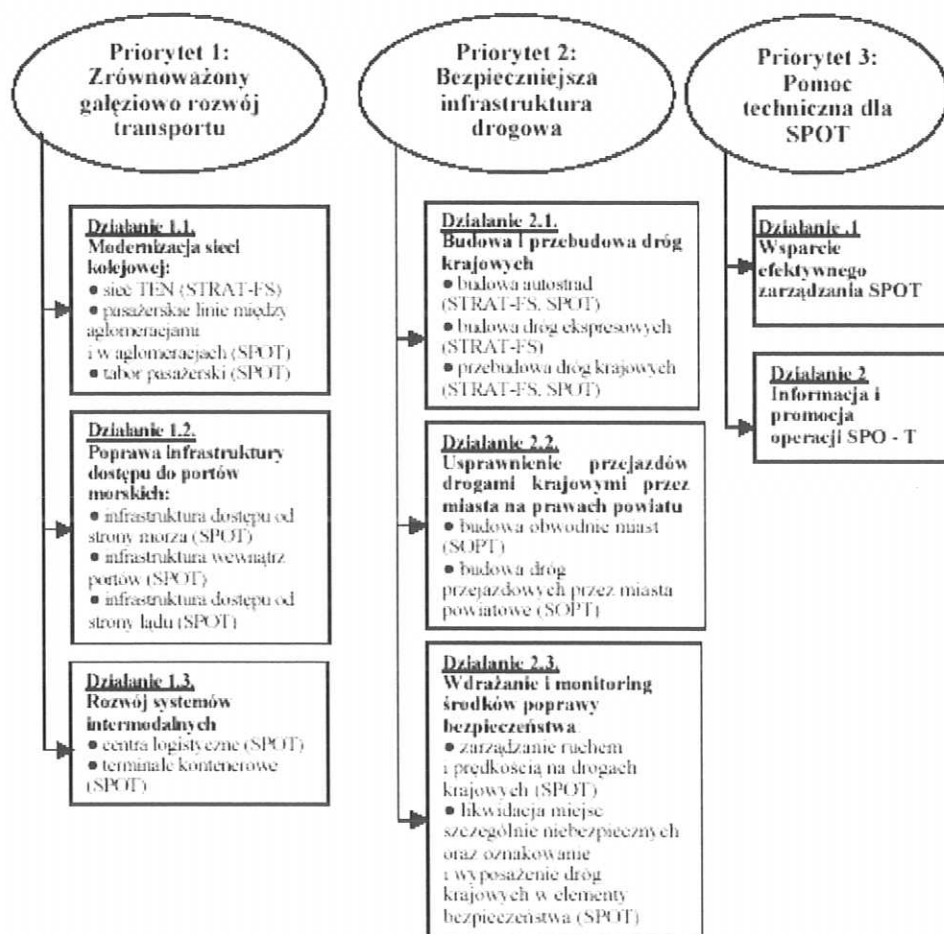 Priorytet 1:
Zrównoważony
gałęziowo rozwój
transportu
Działanie 1.1.
Modernizacja sieci
kolejowej:
● sieć TEN (STRAT-FS)
● pasażerskie linie między
aglomeracjami
i w aglomeracjach (SPOT)
● tabor pasażerski (SPOT)
Działanie 1.2.
Poprawa infrastruktury
dostępu do portów
morskich:
● infrastruktura dostępu od
strony morza (SPOT)
● infrastruktura wewnątrz
portów (SPOT)
● infrastruktura dostępu od
strony lądu (SPOT)
Działanie 1.3.
Rozwój systemów
intermodalnych
● centra logistyczne (SPOT)
● terminale kontenerowe
(SPOT)
Priorytet 2:
Bezpieczniejsza
infrastruktura
drogowa
Działanie 2.1.
Budowa i przebudowa dróg
krajowych
● budowa autostrad
(STRAT-FS, SPOT)
● budowa dróg ekspresowych
(STRAT-FS)
● przebudowa dróg krajowych
(STRAT-FS, SPOT)
Działanie 2.2.
Usprawnienie przejazdów
drogami krajowymi przez
miasta na prawach powiatu
● budowa obwodnic miast
(SOPT)
● budowa dróg
przejazdowych przez miasta
powiatowe (SOPT)
Działanie 2.3.
Wdrażanie i monitoring
środków poprawy
bezpieczeństwa
● zarządzanie ruchem
i prędkością na drogach
krajowych (SPOT)
● likwidacja miejsc
szczególnie niebezpiecznych
oraz oznakowanie
i wyposażenie dróg
krajowych w elementy
bezpieczeństwa (SPOT)
Priorytet 3:
Pomoc
techniczna dla
SPOT
Działanie .1
Wsparcie
efektywnego
zarządzania SPOT
Działanie 2
Informacja i
promocja
operacji SPO - T